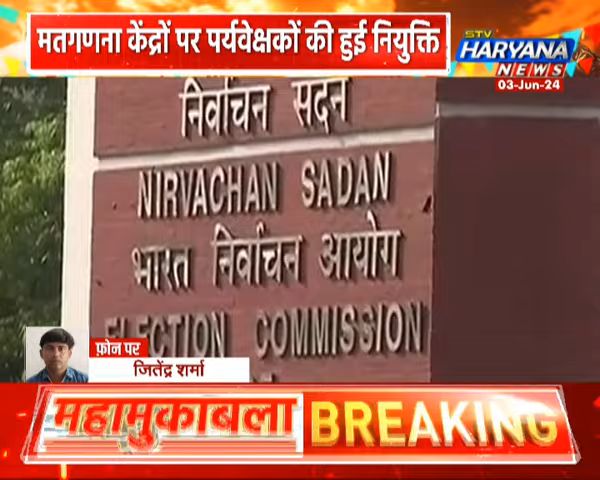 मतगणना केंद्रों पर पर्यवेक्षकों की हुई नियुक्ति
STV
HARYANA
NEWS
03-Jun-24
निर्वाचन सदन
NIRVACHAN SADAN
भारत निर्वाचन आयोग
ELECTION COMMISSION
फ़ोन पर
जितेंद्र शर्मा
महामुकाबला
BREAKING